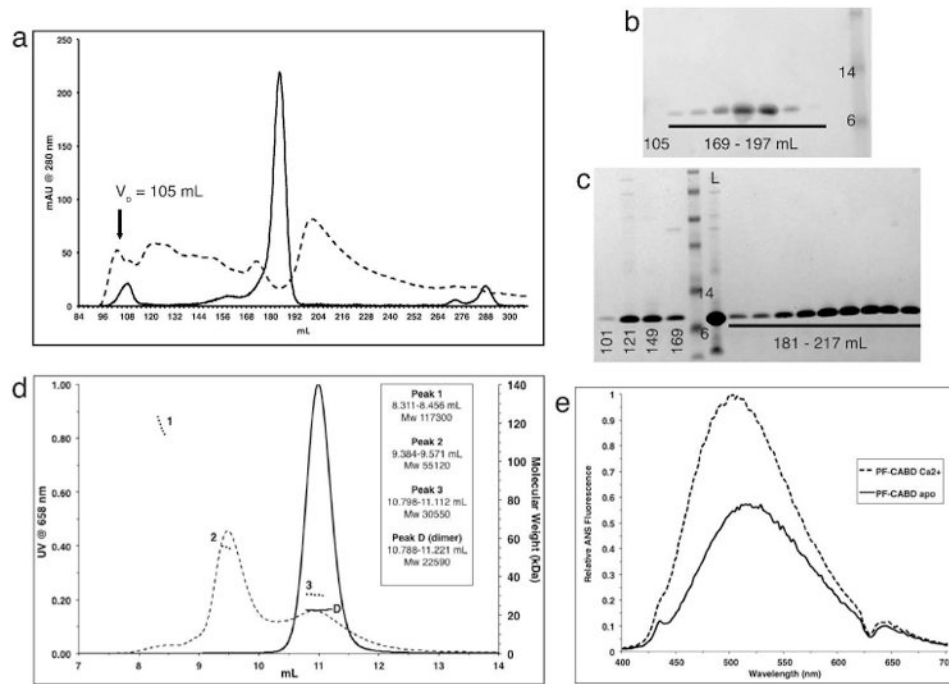 a
250
200
150
100
50
0
mAU @ 280 nm
V_D = 105 mL
84 96 108 120 132 144 156 168 180 192 204 216 228 240 252 264 276 288 300
mL
b
14
6
105
169 - 197 mL
c
L
4
6
101 121 149 169
181 - 217 mL
d
1.00
0.80
0.60
0.40
0.20
0.00
UV @ 658 nm
1
2
3
D
Peak 1
8.311-8.456 mL
Mw 117300
Peak 2
9.384-9.571 mL
Mw 55120
Peak 3
10.798-11.112 mL
Mw 30550
Peak D (dimer)
10.788-11.221 mL
Mw 22590
140
120
100
80
60
40
20
0
Molecular Weight (kDa)
7 8 9 10 11 12 13 14
mL
e
1
0.9
0.8
0.7
0.6
0.5
0.4
0.3
0.2
0.1
0
Relative ANS Fluorescence
PF-CABD Ca2+
PF-CABD apo
400 450 500 550 600 650 700
Wavelength (nm)